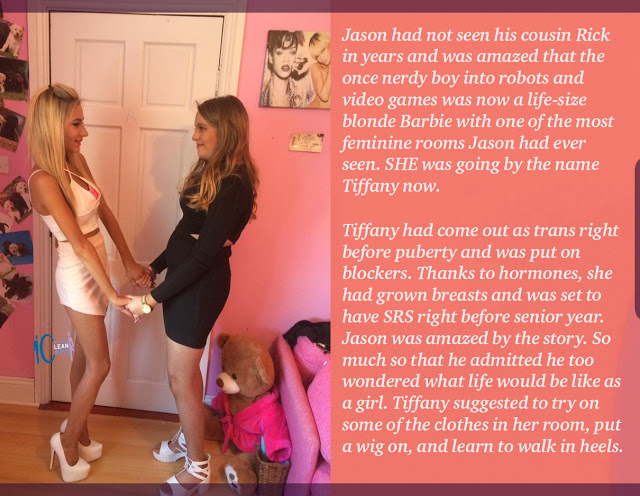 Jason had not seen his cousin Rick
in years and was amazed that the
once nerdy boy into robots and
video games was now a life-size
blonde Barbie with one of the most
feminine rooms Jason had ever
seen. SHE was going by the name
Tiffany now.
Tiffany had come out as trans right
before puberty and was put on
blockers. Thanks to hormones, she
had grown breasts and was set to
have SRS right before senior year.
Jason was amazed by the story. So
much so that he admitted he too
wondered what life would be like as
a girl. Tiffany suggested to try on
some of the clothes in her room, put
a wig on, and learn to walk in heels.
LEAN